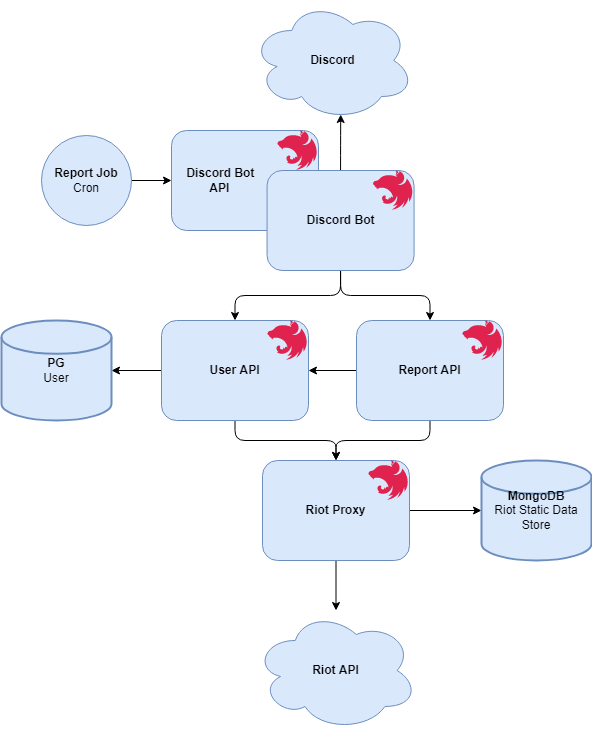 Discord
Report Job
Cron
Discord Bot
API
Discord Bot
User API
Report API
PG
User
Riot Proxy
MongoDB
Riot Static Data
Store
Riot API